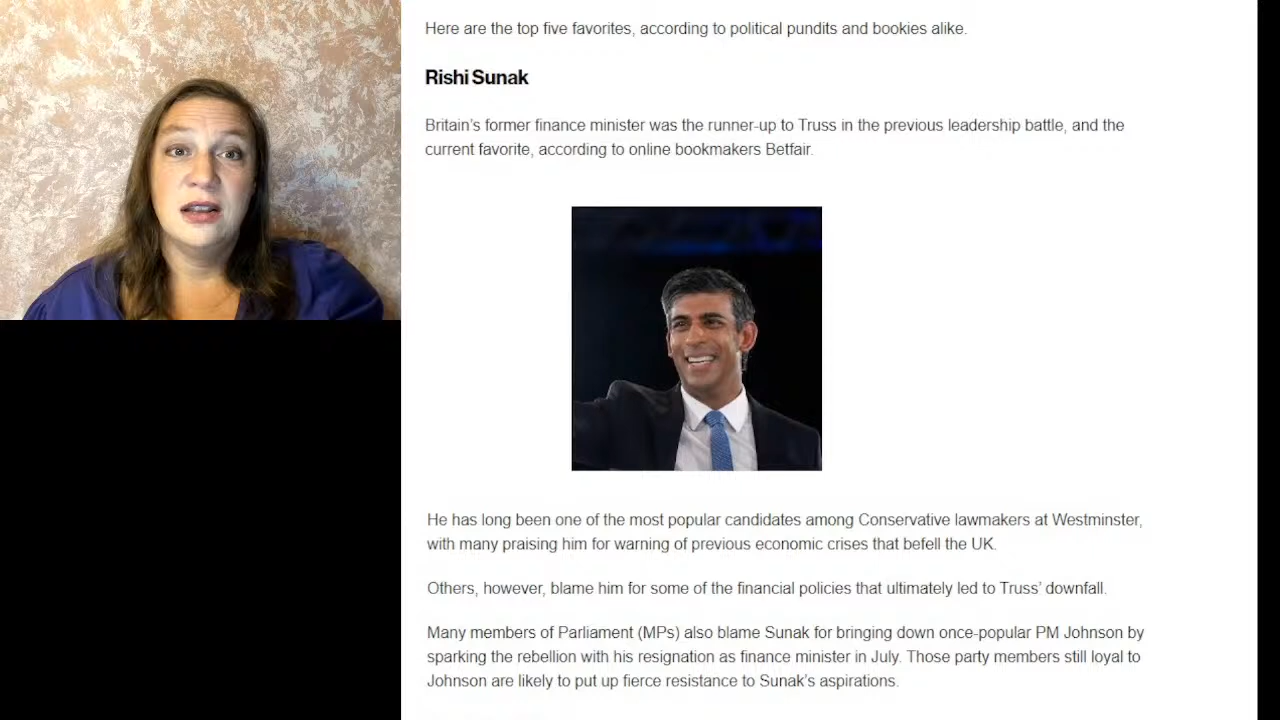 Here are the top five favorites, according to political pundits and bookies alike.
Rishi Sunak
Britain’s former finance minister was the runner-up to Truss in the previous leadership battle, and the
current favorite, according to online bookmakers Betfair.
He has long been one of the most popular candidates among Conservative lawmakers at Westminster,
with many praising him for warning of previous economic crises that befell the UK.
Others, however, blame him for some of the financial policies that ultimately led to Truss’ downfall.
Many members of Parliament (MPs) also blame Sunak for bringing down once-popular PM Johnson by
sparking the rebellion with his resignation as finance minister in July. Those party members still loyal to
Johnson are likely to put up fierce resistance to Sunak’s aspirations.